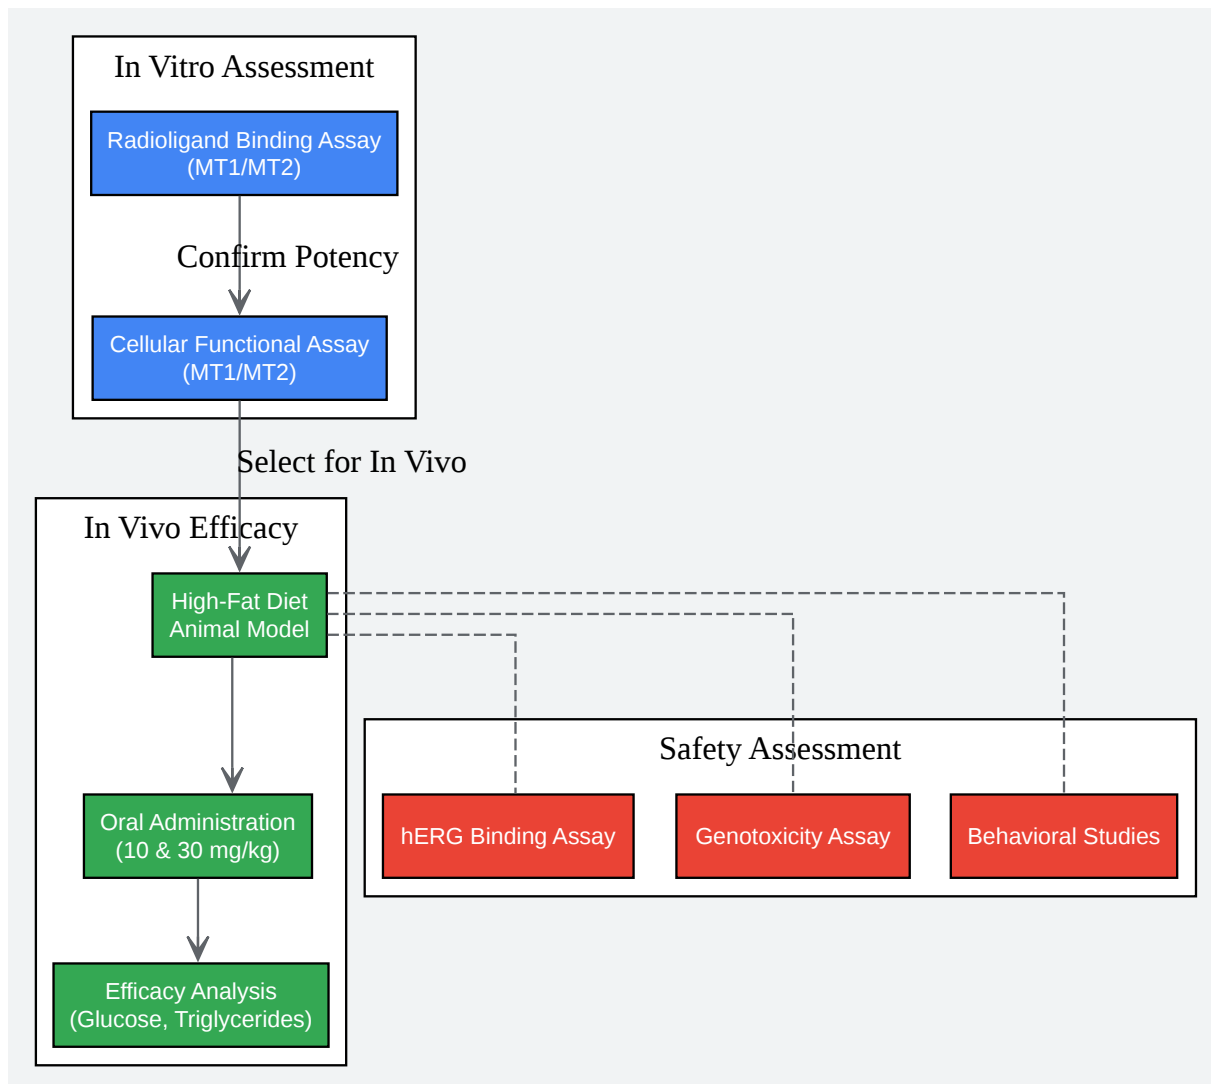 In Vitro Assessment
Radioligand Binding Assay
(MT1/MT2)
Confirm Potency
Cellular Functional Assay
(MT1/MT2)
Select for In Vivo
In Vivo Efficacy
High-Fat Diet
Animal Model
Oral Administration
(10 & 30 mg/kg)
Efficacy Analysis
(Glucose, Triglycerides)
Safety Assessment
hERG Binding Assay
Genotoxicity Assay
Behavioral Studies